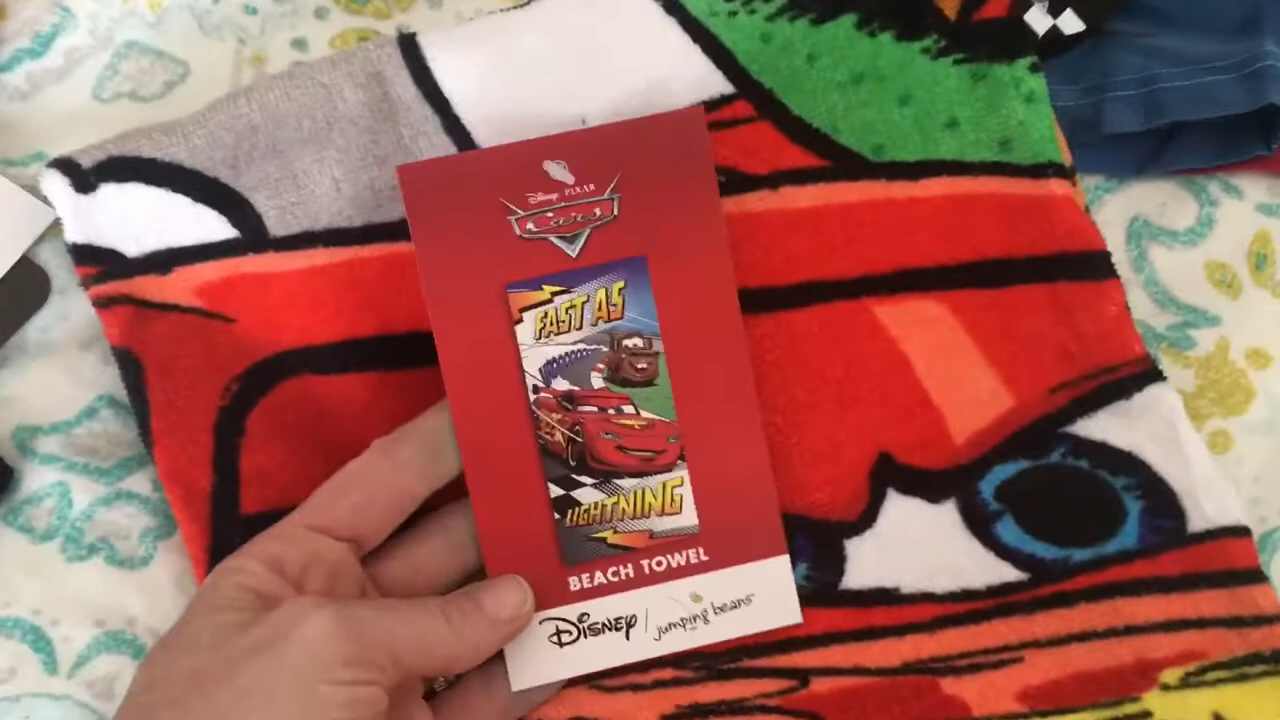 Disney PIXAR
Cars
FAST AS
LIGHTNING
BEACH TOWEL
Disney / jumping beans